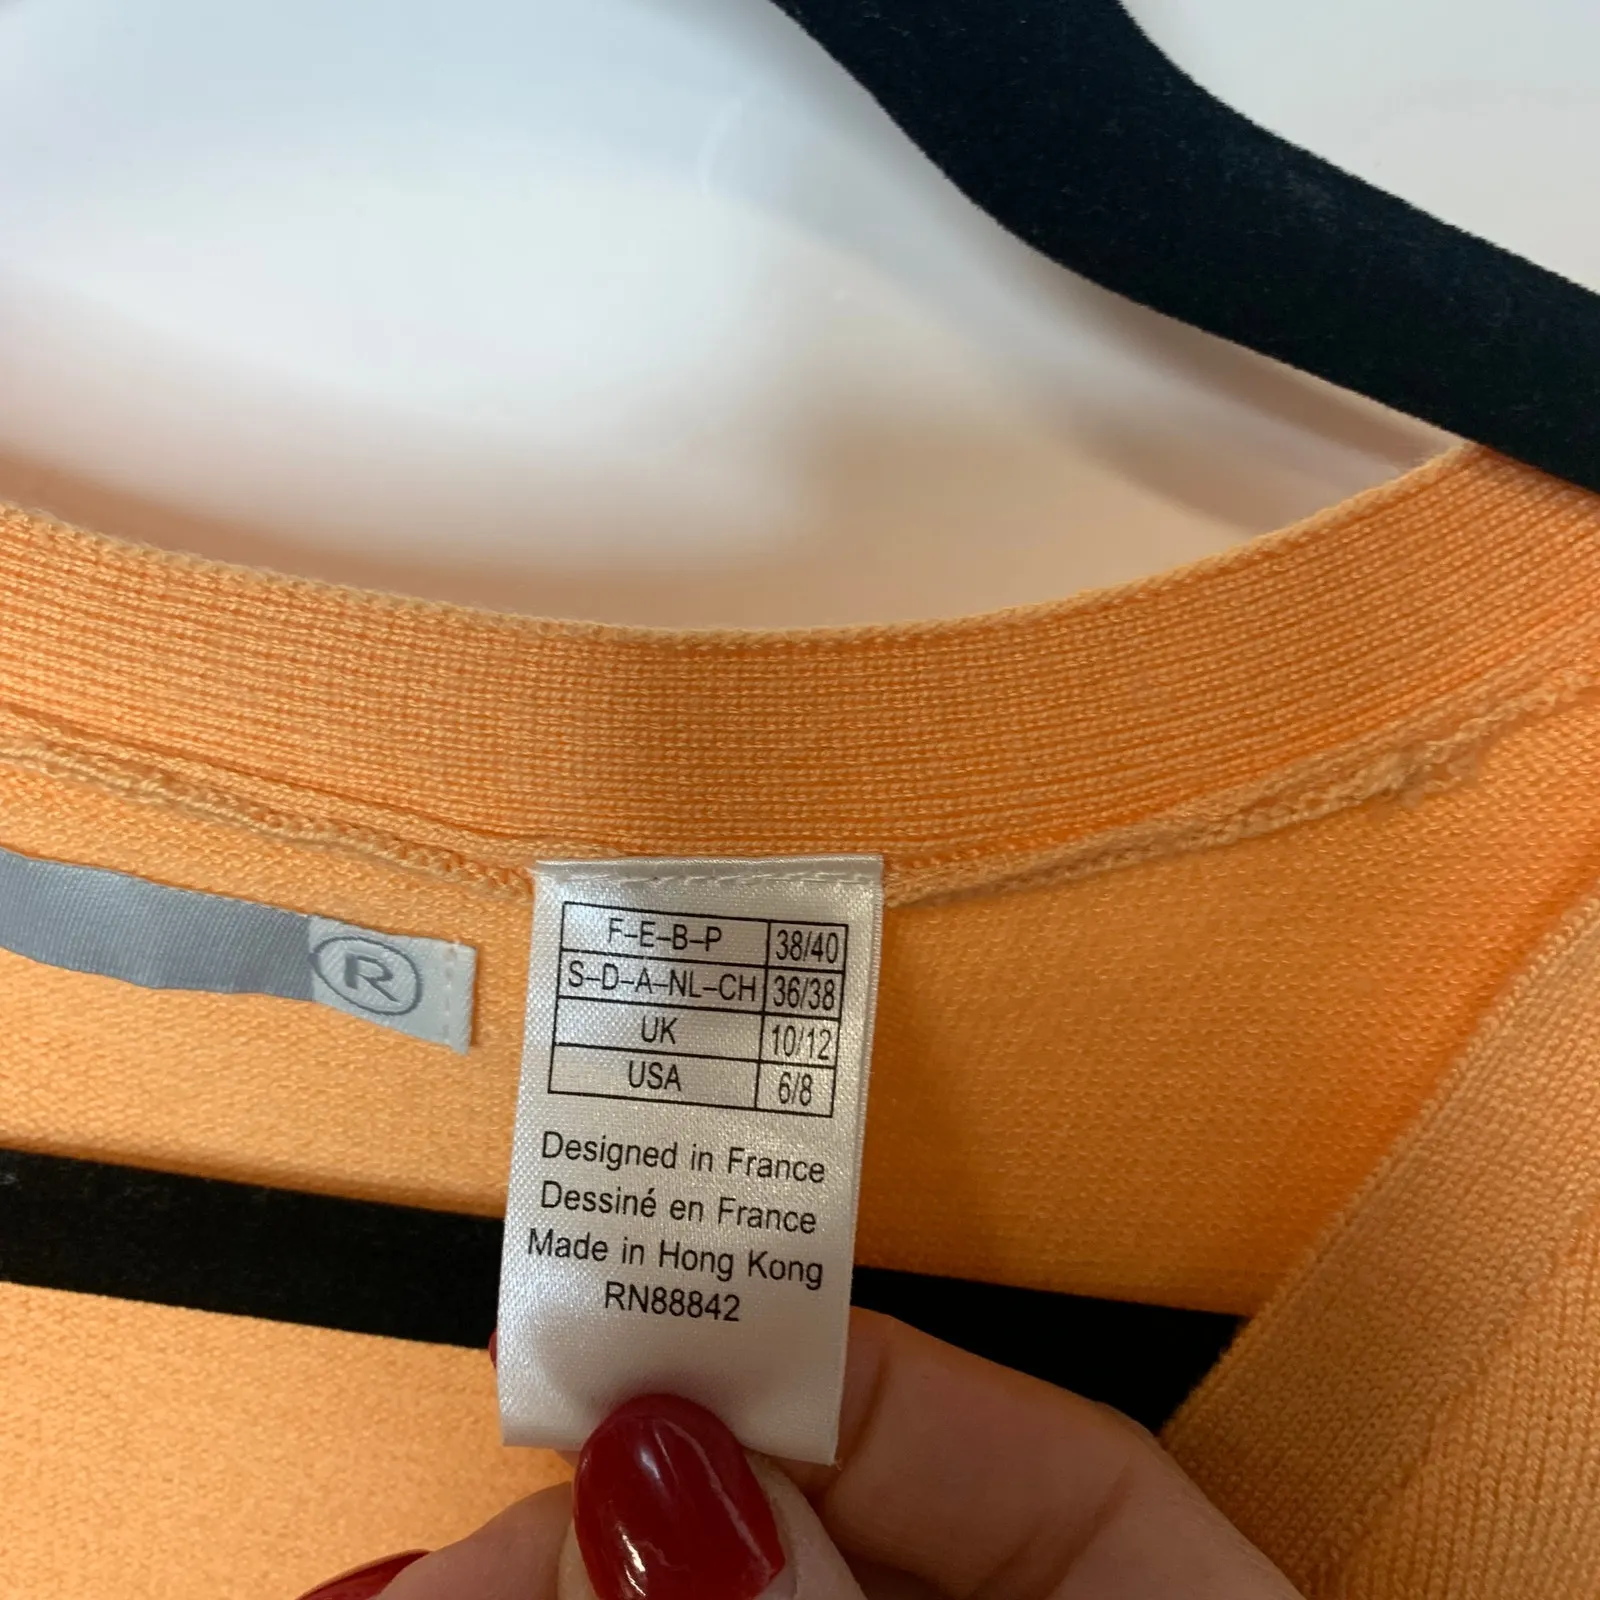 R
F–E–B–P 38/40
S–D–A–NL–CH 36/38
UK 10/12
USA 6/8
Designed in France
Dessiné en France
Made in Hong Kong
RN88842